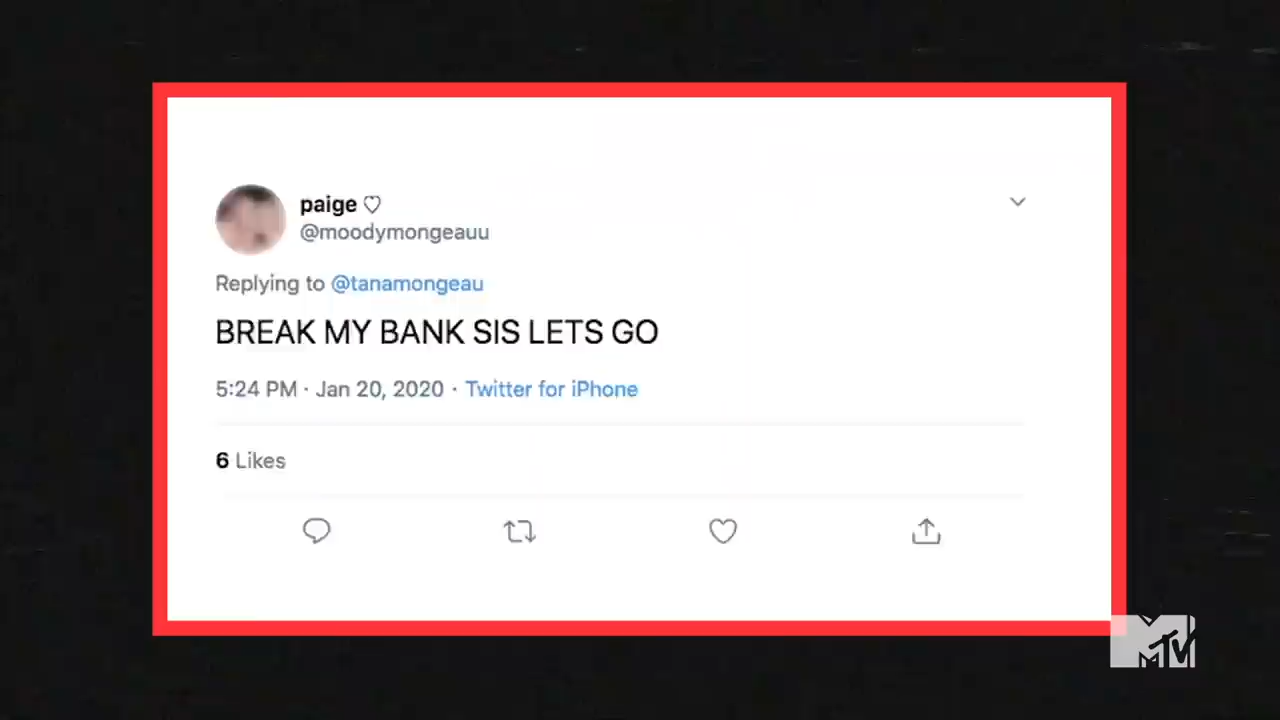 paige ♡
@moodymongeauu
Replying to @tanamongeau
BREAK MY BANK SIS LETS GO
5:24 PM · Jan 20, 2020 · Twitter for iPhone
6 Likes
MTV